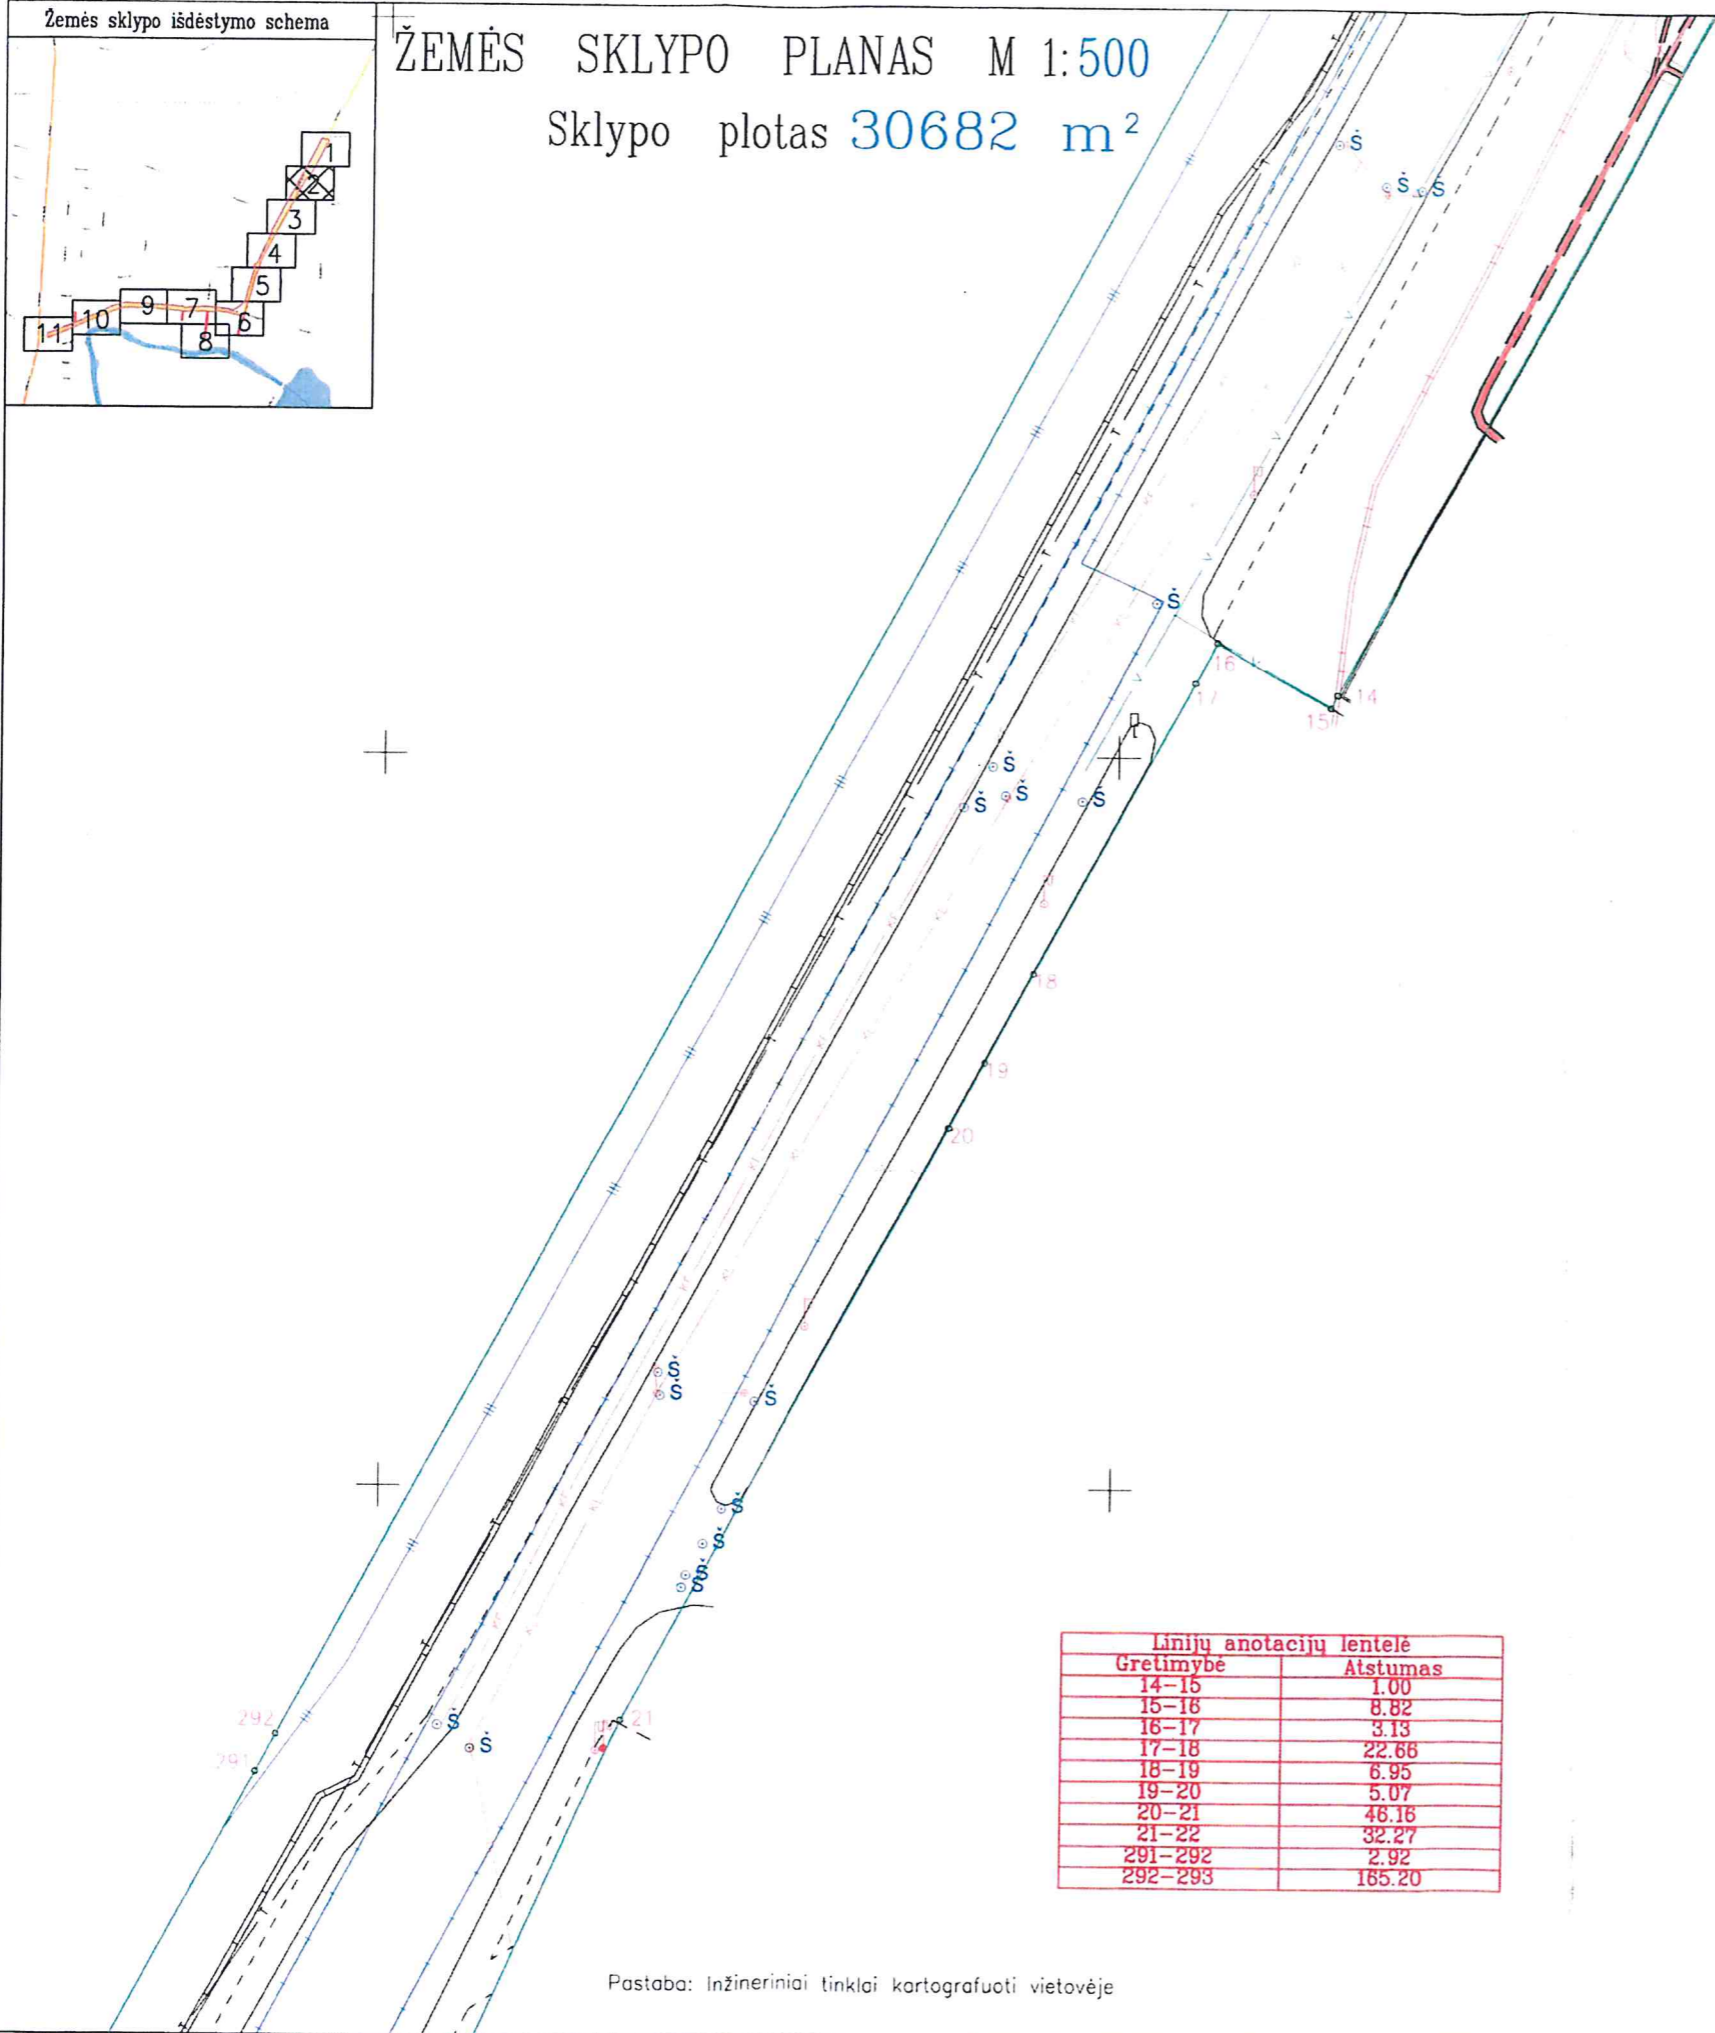 Žemės sklypo išdėstymo schema
1
2
3
4
5
6
7
8
9
10
11
ŽEMĖS SKLYPO PLANAS M 1:500
Sklypo plotas 30682 m²
Š
Š Š
Š
16
17
14
15
Š
Š
Š
Š
18
19
20
Š
Š
Š
Š
Š
Š
Š
292
291
Š
Š
21
Linijų anotacijų lentelė
Gretimybė Atstumas
14-15 1.00
15-16 8.82
16-17 3.13
17-18 22.66
18-19 6.95
19-20 5.07
20-21 46.16
21-22 32.27
291-292 2.92
292-293 165.20
Pastaba: Inžineriniai tinklai kartografuoti vietovėje